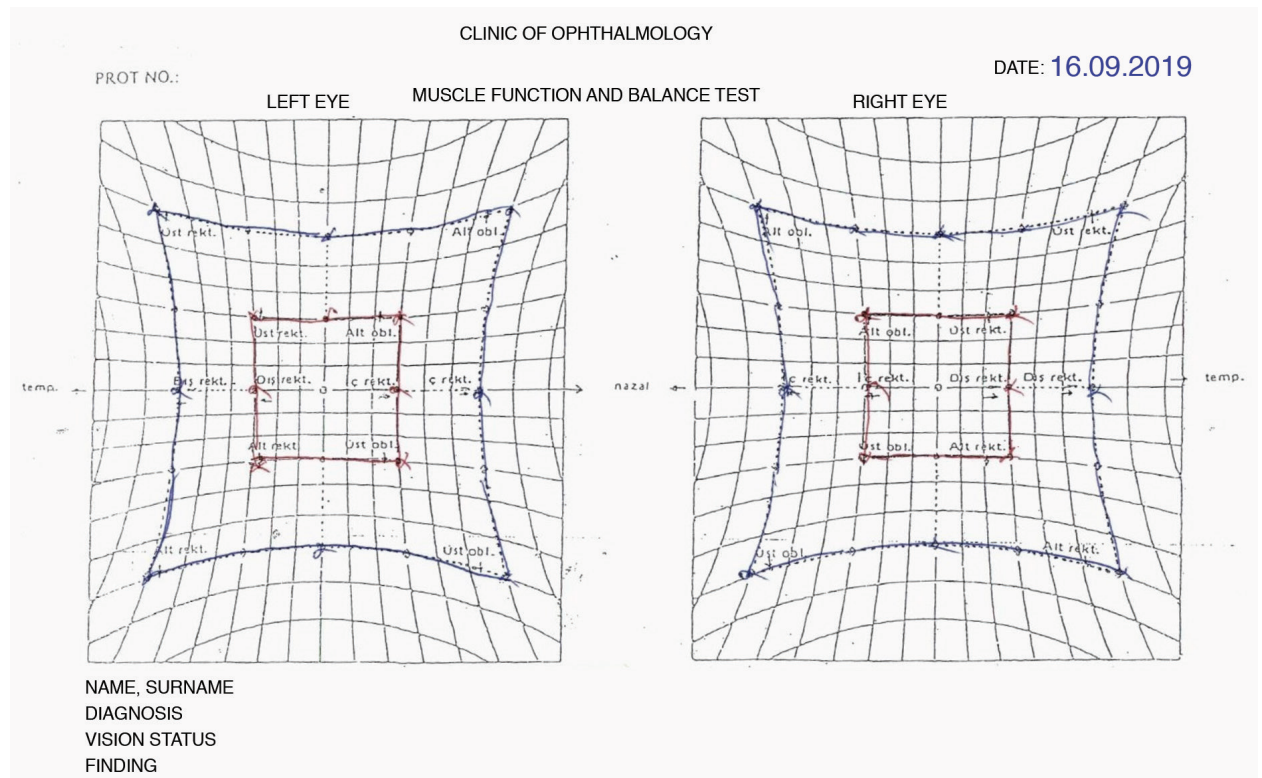 CLINIC OF OPHTHALMOLOGY
PROT NO.:
DATE: 16.09.2019
LEFT EYE
MUSCLE FUNCTION AND BALANCE TEST
RIGHT EYE
Üst rekt.
Alt obl.
Alt obl.
Üst rekt.
Üst rekt.
Alt obl.
Alt obl.
Üst rekt.
temp.
Dış rekt.
Dış rekt.
İç rekt.
ç rekt.
nazal
ç rekt.
İç rekt.
Dış rekt.
Dış rekt.
temp.
Alt rekt.
Üst obl.
Üst obl.
Alt rekt.
Alt rekt.
Üst obl.
Üst obl.
Alt rekt.
NAME, SURNAME
DIAGNOSIS
VISION STATUS
FINDING